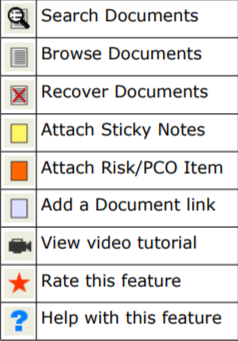 Search Documents
Browse Documents
Recover Documents
Attach Sticky Notes
Attach Risk/PCO Item
Add a Document link
View video tutorial
Rate this feature
Help with this feature